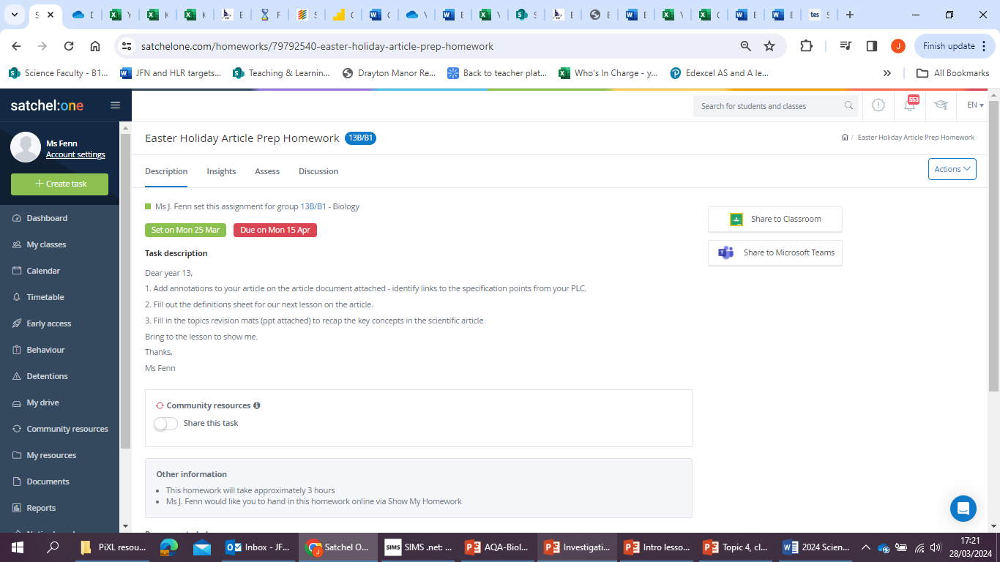 satchelone.com/homeworks/79792540-easter-holiday-article-prep-homework
Finish update
Science Faculty - B1...
JFN and HLR targets...
Teaching & Learnin...
Drayton Manor Re...
Back to teacher plat...
Who's In Charge - y...
Edexcel AS and A le...
All Bookmarks
satchel:one
Search for students and classes
553
EN
Ms Fenn
Account settings
Create task
Dashboard
My classes
Calendar
Timetable
Early access
Behaviour
Detentions
My drive
Community resources
My resources
Documents
Reports
Easter Holiday Article Prep Homework 13B/B1
/ Easter Holiday Article Prep Homework
Description Insights Assess Discussion
Actions
Ms J. Fenn set this assignment for group 13B/B1 - Biology
Set on Mon 25 Mar Due on Mon 15 Apr
Task description
Dear year 13,
1. Add annotations to your article on the article document attached - identify links to the specification points from your PLC.
2. Fill out the definitions sheet for our next lesson on the article.
3. Fill in the topics revision mats (ppt attached) to recap the key concepts in the scientific article
Bring to the lesson to show me.
Thanks,
Ms Fenn
Share to Classroom
Share to Microsoft Teams
Community resources
Share this task
Other information
This homework will take approximately 3 hours
Ms J. Fenn would like you to hand in this homework online via Show My Homework
PiXL resou...
Inbox - JF...
Satchel O...
SIMS
SIMS .net: ...
AQA-Biol...
Investigati...
Intro lesso...
Topic 4, cl...
2024 Scien...
17:21
28/03/2024